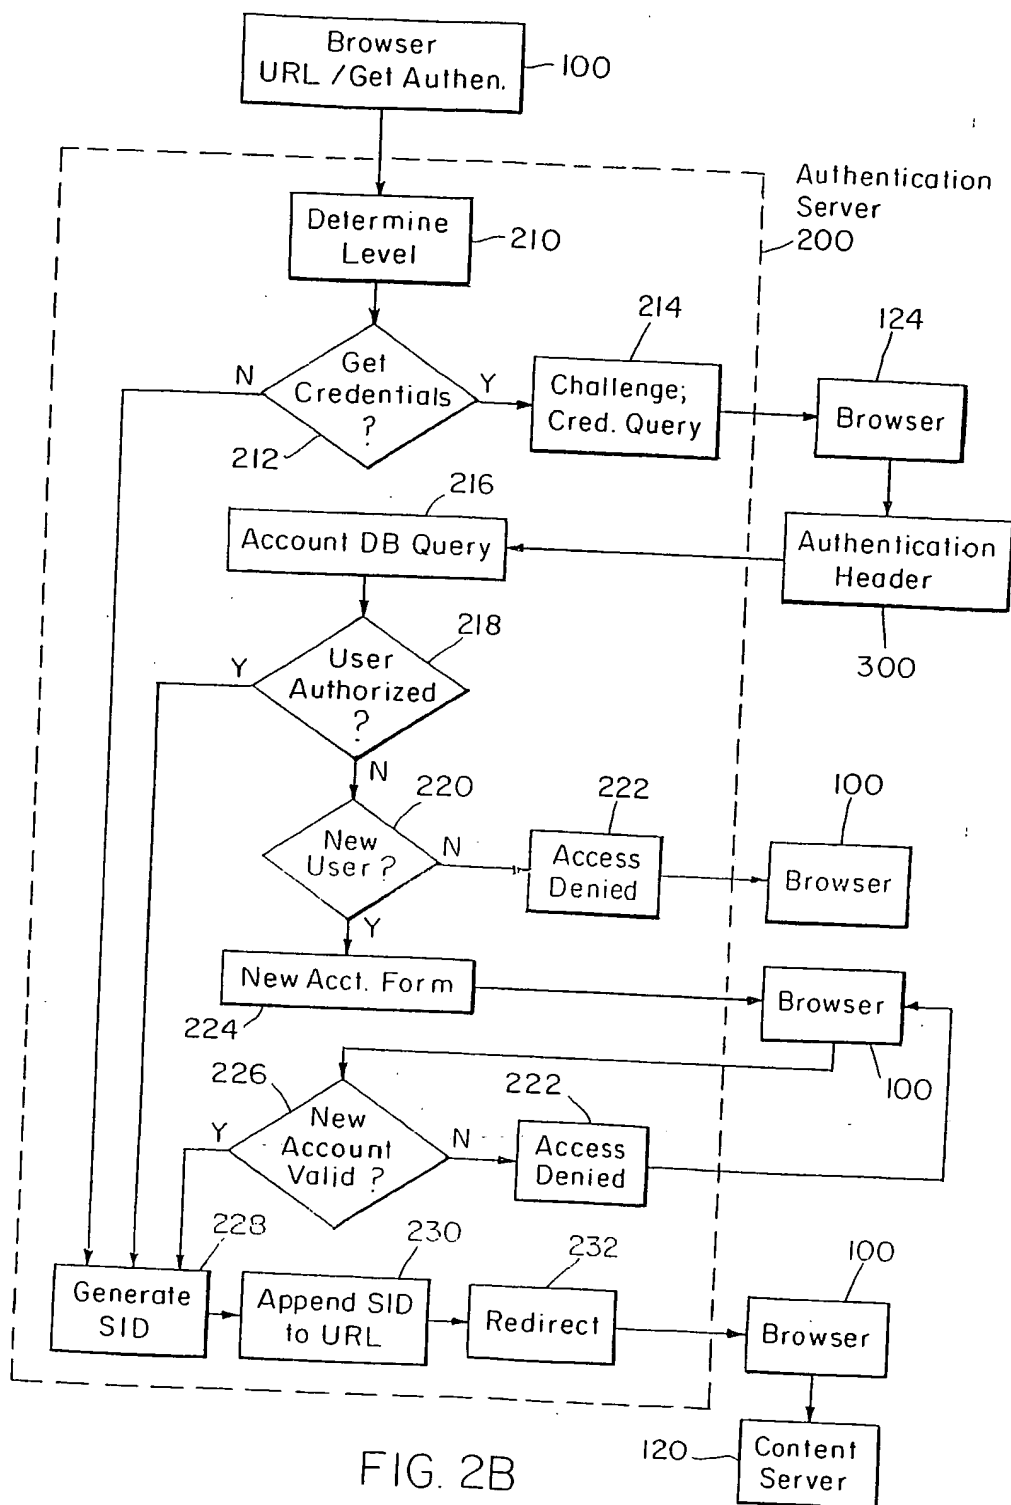 Browser
URL / Get Authen.
100
Authentication
Server
200
Determine
Level
210
Get
Credentials
?
N
Y
212
214
Challenge;
Cred. Query
124
Browser
216
Account DB Query
Authentication
Header
300
218
User
Authorized
?
Y
N
220
New
User ?
N
Y
222
Access
Denied
100
Browser
New Acct. Form
224
Browser
100
226
New
Account
Valid ?
Y
N
222
Access
Denied
228
Generate
SID
230
Append SID
to URL
232
Redirect
100
Browser
120
Content
Server
FIG. 2B